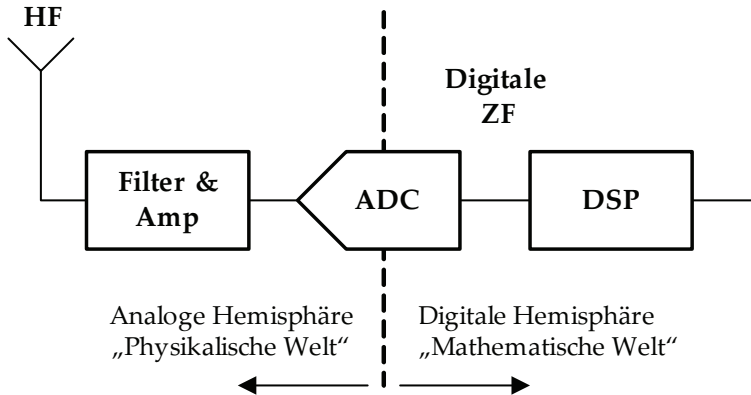 HF
Digitale
ZF
Filter &
Amp
ADC
DSP
Analoge Hemisphäre
„Physikalische Welt“
Digitale Hemisphäre
„Mathematische Welt“